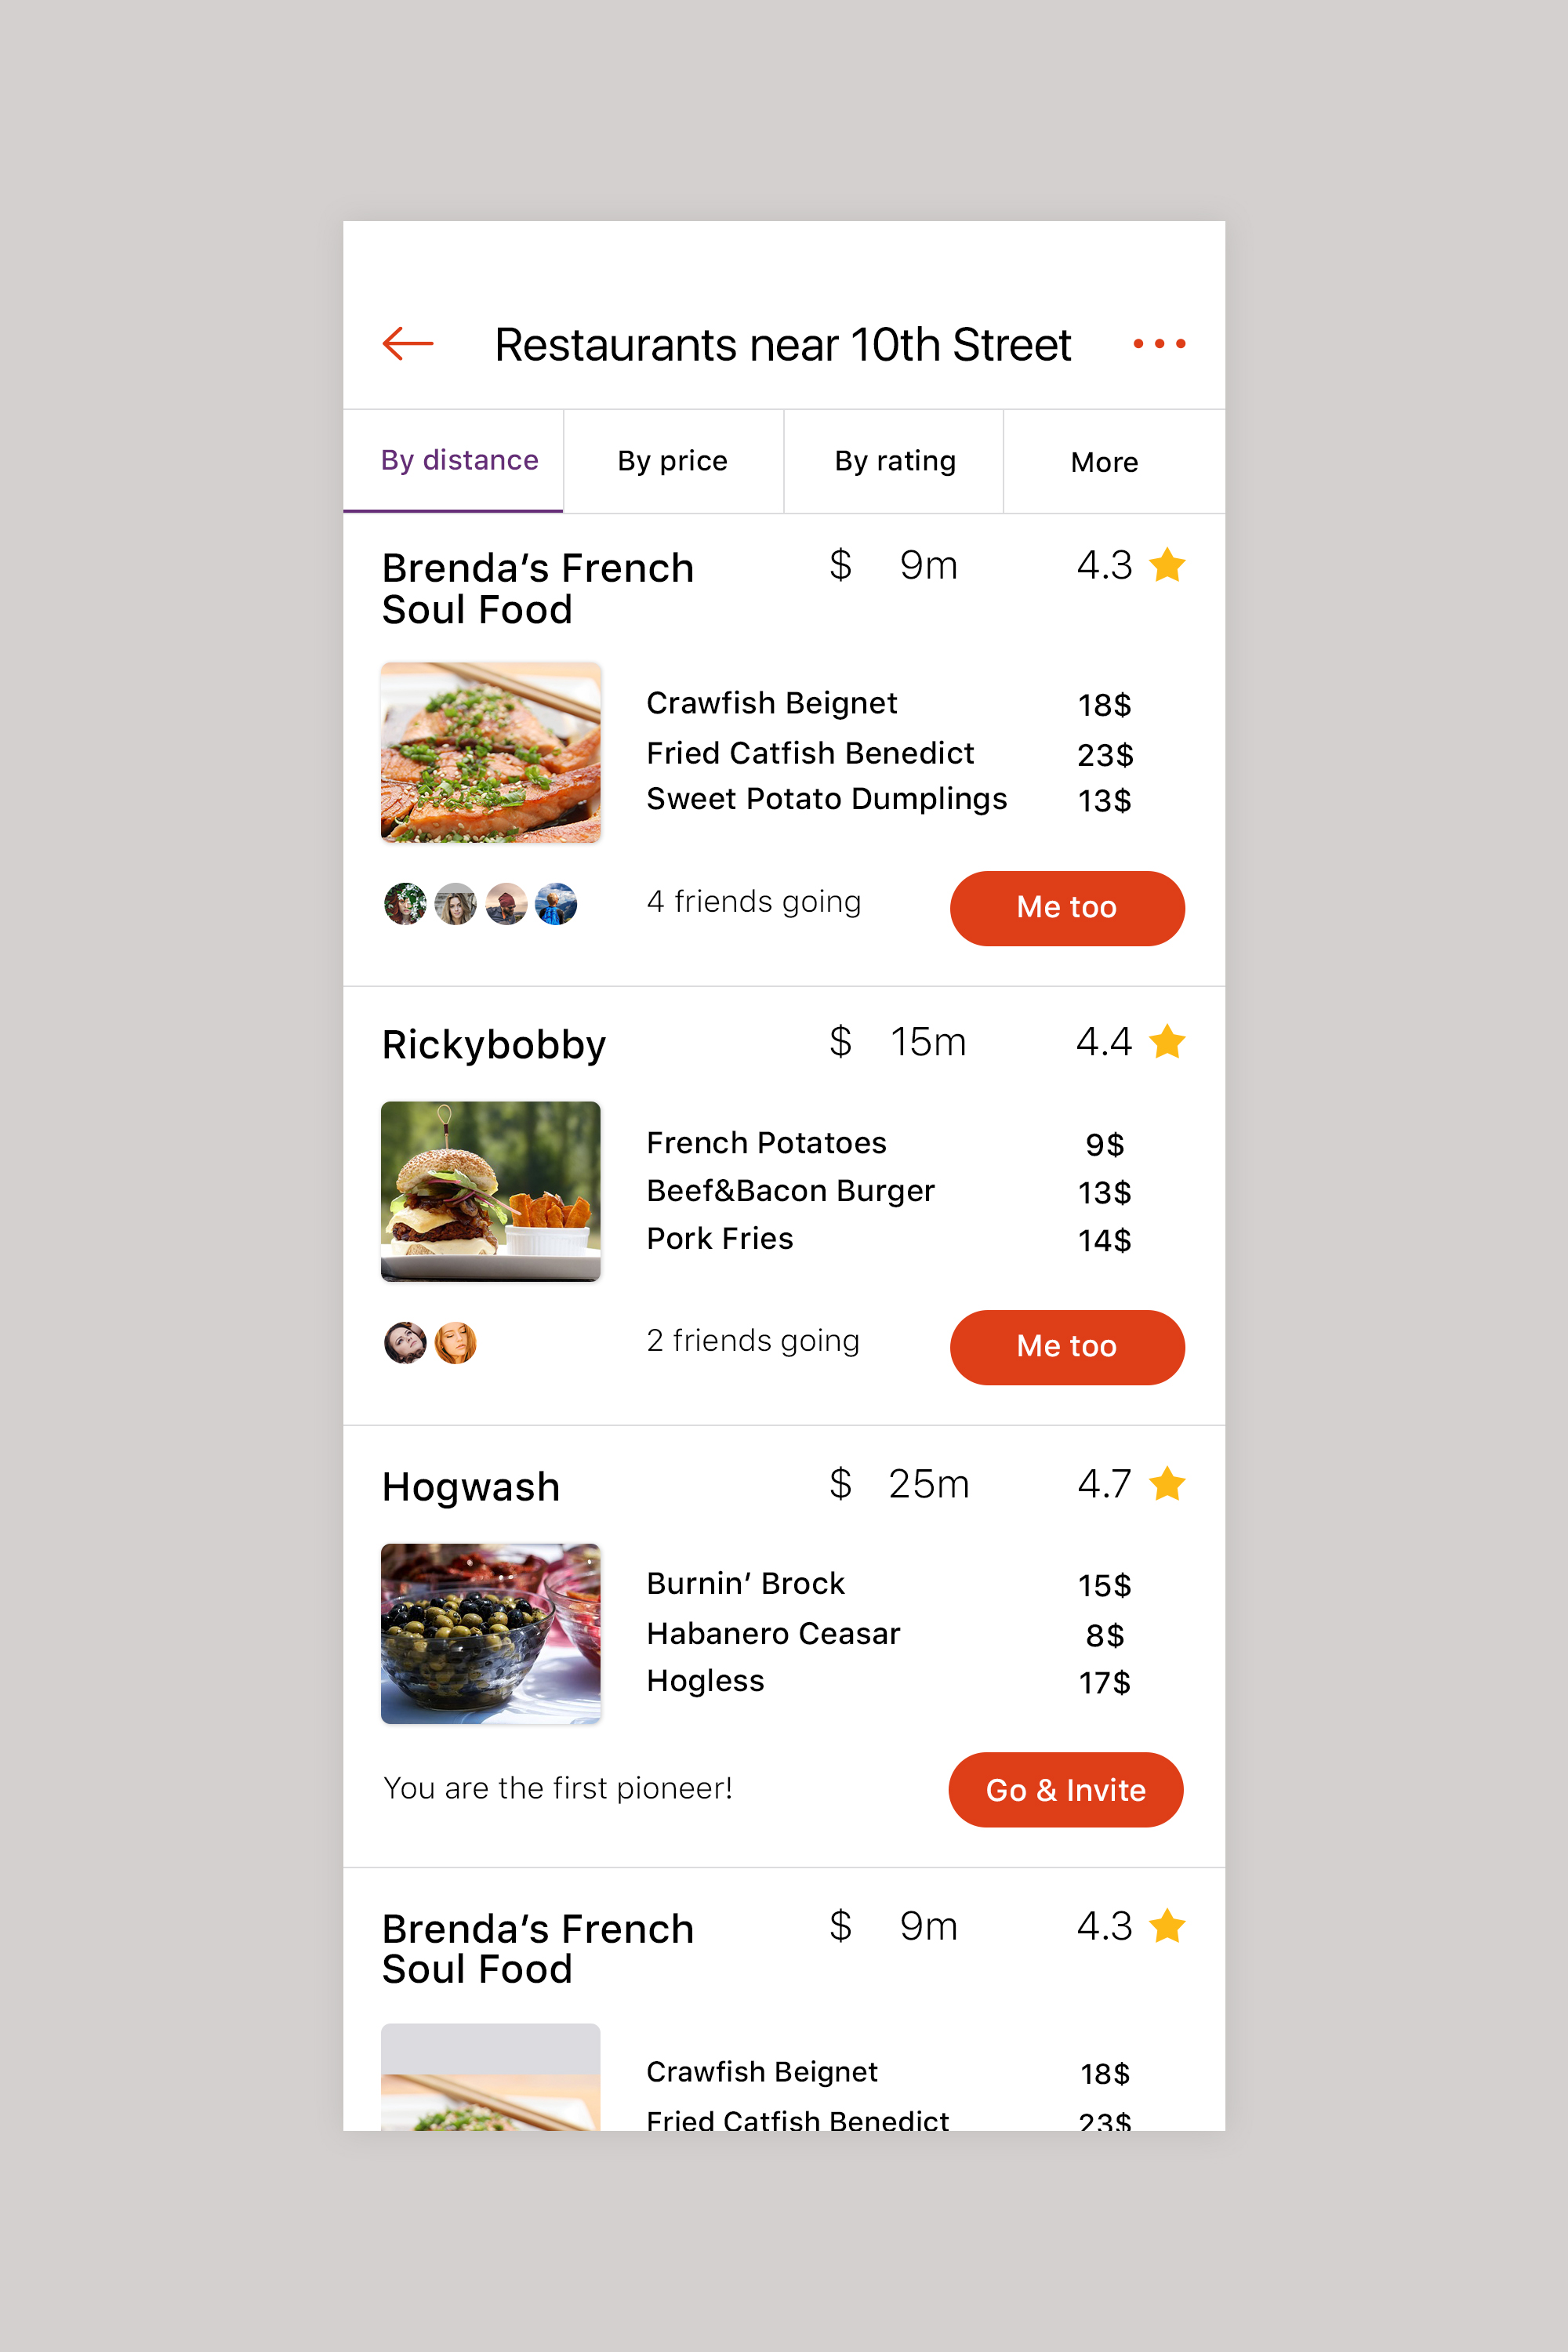 Restaurants near 10th Street
By distance By price By rating More
Brenda’s French $ 9m 4.3
Soul Food
Crawfish Beignet 18$
Fried Catfish Benedict 23$
Sweet Potato Dumplings 13$
4 friends going Me too
Rickybobby $ 15m 4.4
French Potatoes 9$
Beef&Bacon Burger 13$
Pork Fries 14$
2 friends going Me too
Hogwash $ 25m 4.7
Burnin’ Brock 15$
Habanero Ceasar 8$
Hogless 17$
You are the first pioneer! Go & Invite
Brenda’s French $ 9m 4.3
Soul Food
Crawfish Beignet 18$
Fried Catfish Benedict 23$